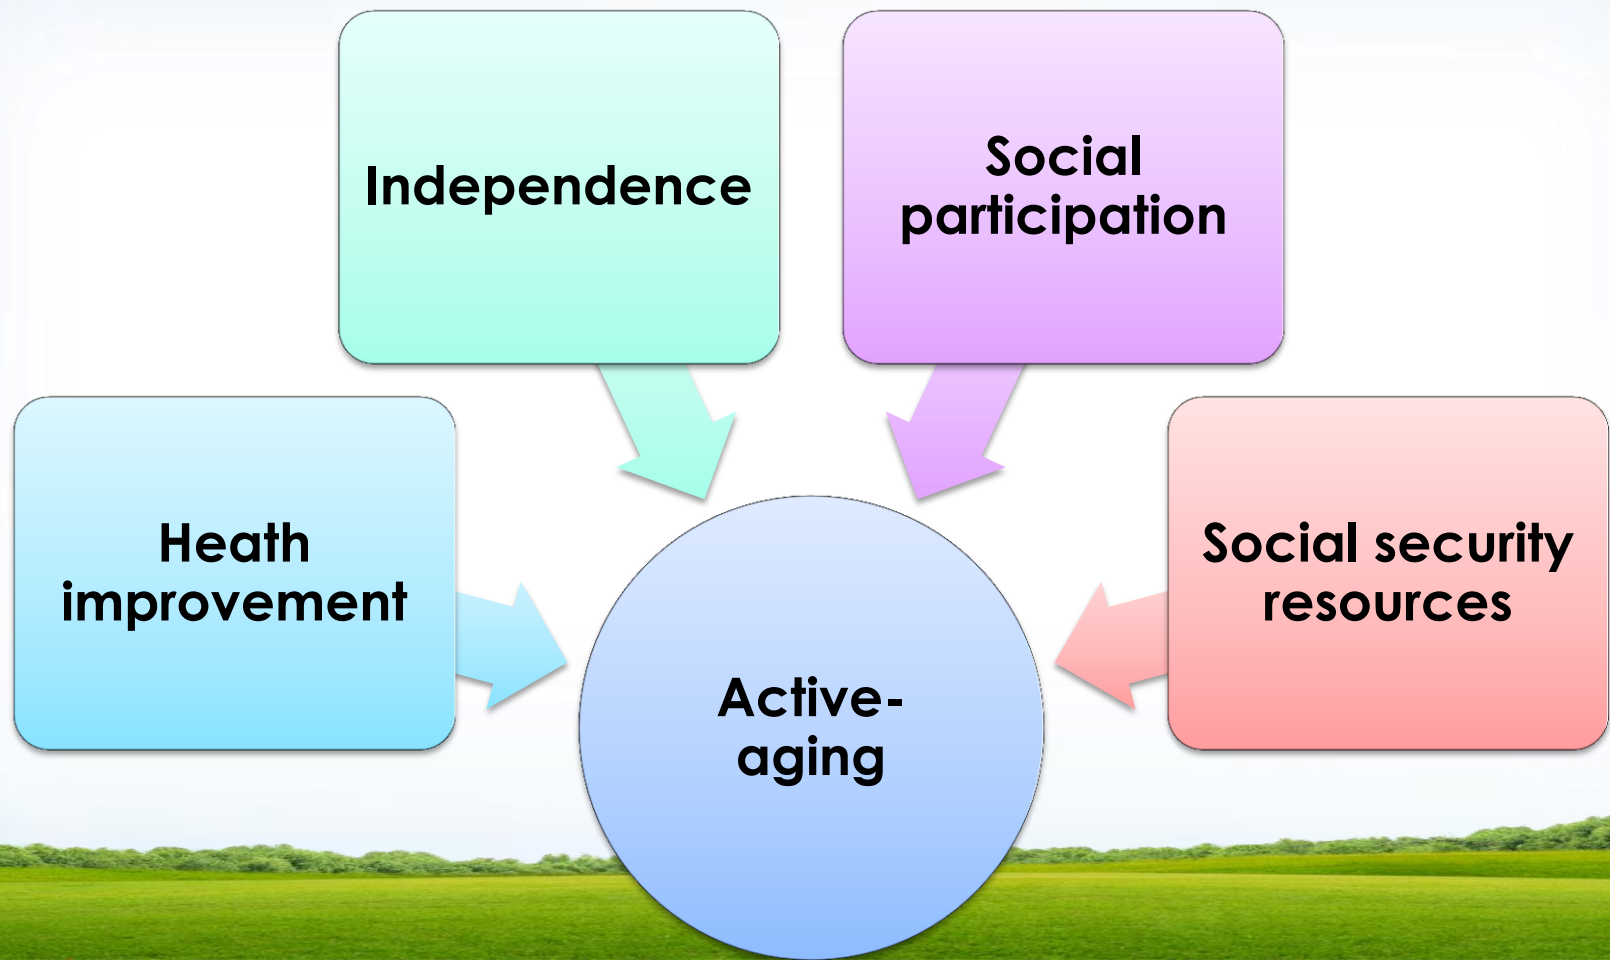 Independence
Social
participation
Heath
improvement
Social security
resources
Active-
aging